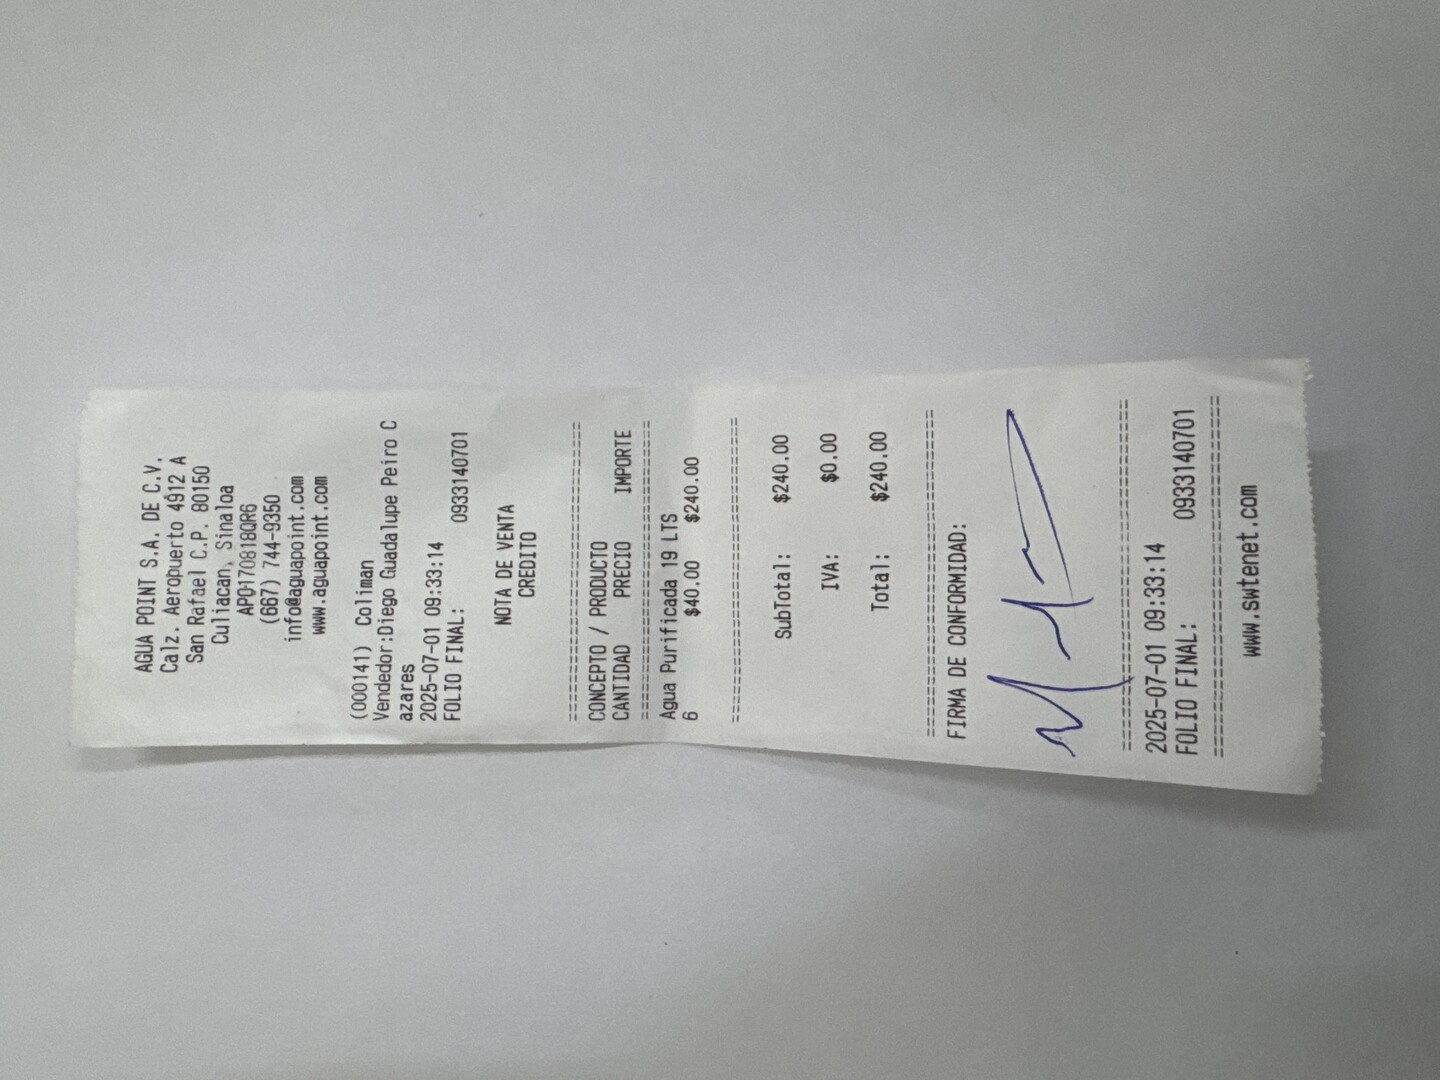 AGUA POINT S.A. DE C.V.
Calz. Aeropuerto 4912 A
San Rafael C.P. 80150
Culiacan, Sinaloa
APO170818QR6
(667) 744-9350
info@aguapoint.com
www.aguapoint.com
(000141) Coliman
Vendedor:Diego Guadalupe Peiro C
azares
2025-07-01 09:33:14
FOLIO FINAL: 0933140701
NOTA DE VENTA
CREDITO
================================
CONCEPTO / PRODUCTO
CANTIDAD PRECIO IMPORTE
================================
Agua Purificada 19 LTS
6 $40.00 $240.00
================================
SubTotal: $240.00
IVA: $0.00
Total: $240.00
================================
FIRMA DE CONFORMIDAD:
================================
2025-07-01 09:33:14
FOLIO FINAL: 0933140701
================================
www.swtenet.com